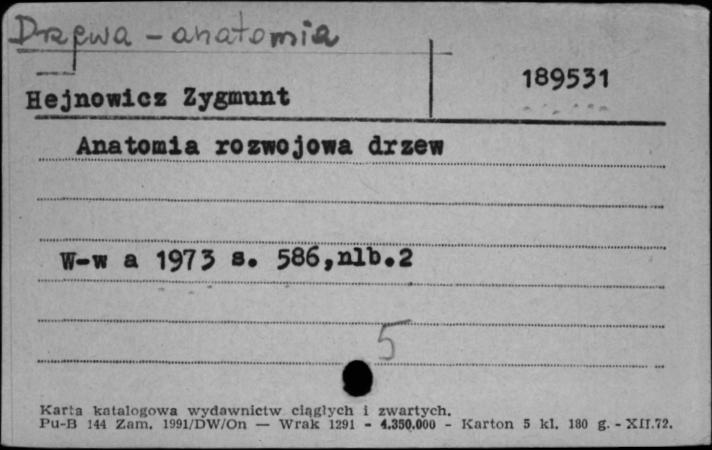 Drzewa - anatomia
189531
Hejnowicz Zygmunt
Anatomia rozwojowa drzew
W-w a 1973 s. 586,nlb.2
5
Karta katalogowa wydawnictw ciągłych i zwartych.
Pu-B 144 Zam. 1991/DW/On — Wrak 1291 - 4.350.000 - Karton 5 kl. 180 g. - XII.72.